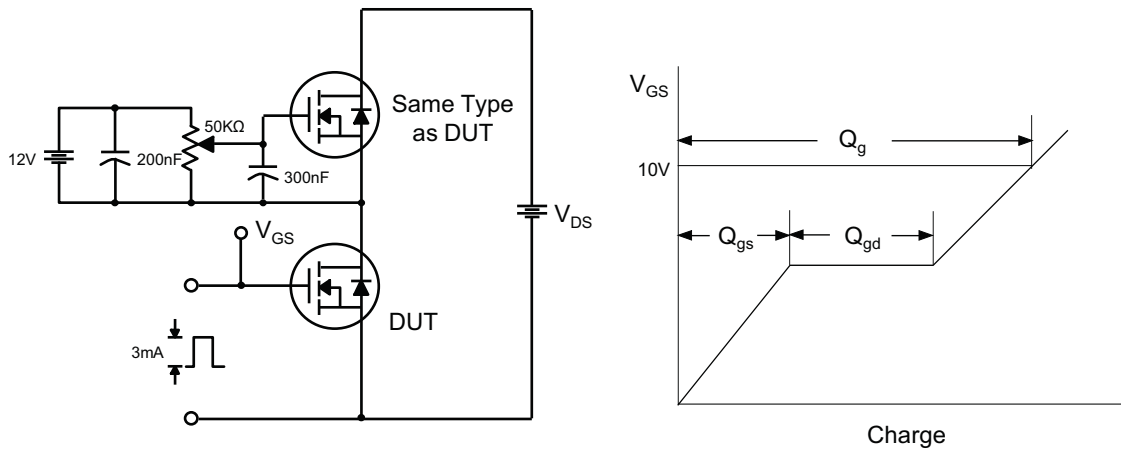 50KΩ
Same Type
as DUT
12V
200nF
300nF
V_GS
V_DS
DUT
3mA
V_GS
Q_g
10V
Q_gs
Q_gd
Charge